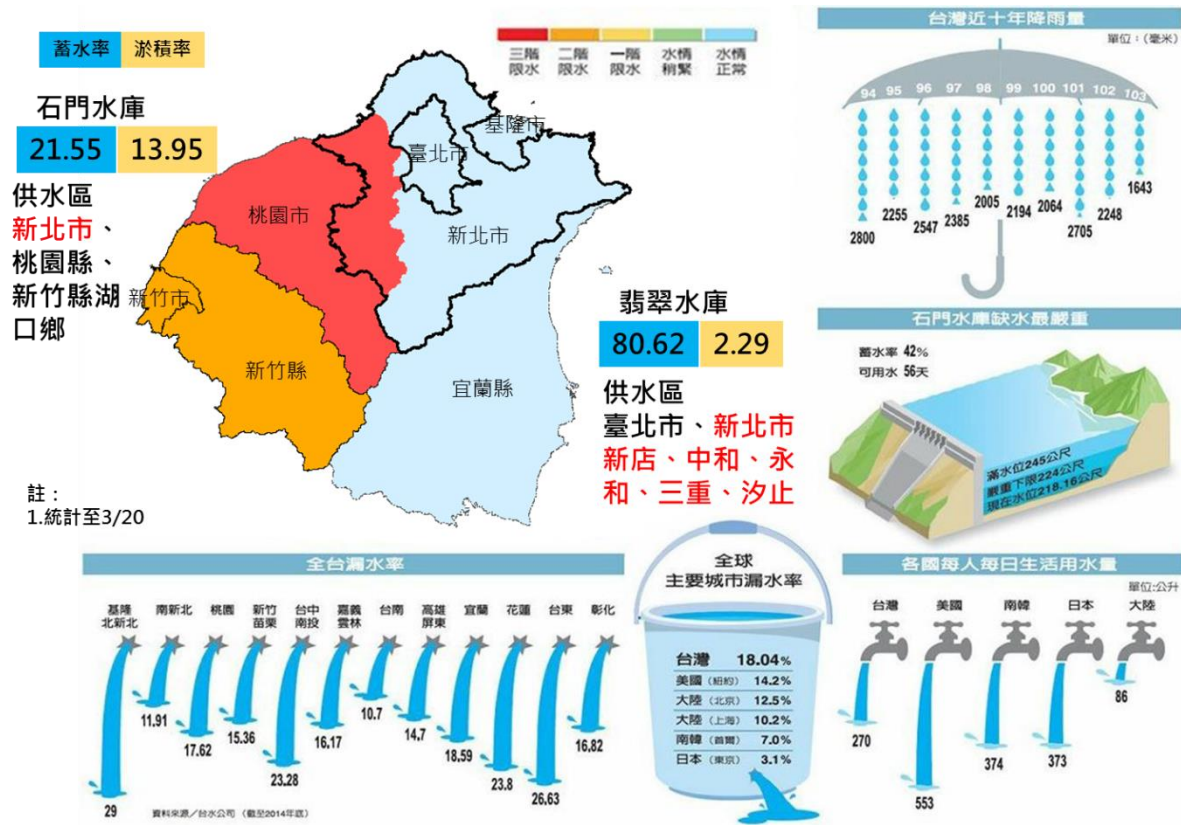 蓄水率 淤積率
石門水庫
21.55 13.95
供水區
新北市、
桃園縣、
新竹縣湖
口鄉
三階
限水
二階
限水
一階
限水
水情
稍緊
水情
正常
基隆市
臺北市
桃園市
新北市
新竹市
新竹縣
宜蘭縣
翡翠水庫
80.62 2.29
供水區
臺北市、新北市
新店、中和、永
和、三重、汐止
註：
1.統計至3/20
台灣近十年降雨量
單位：(毫米)
94 95 96 97 98 99 100 101 102 103
2800 2255 2547 2385 2005 2194 2064 2705 2248 1643
石門水庫缺水最嚴重
蓄水率 42%
可用水 56天
滿水位245公尺
嚴重下限224公尺
現在水位218.16公尺
全台漏水率
基隆
北新北
南新北
桃園
新竹
苗栗
台中
南投
嘉義
雲林
台南
高雄
屏東
宜蘭
花蓮
台東
彰化
29 11.91 17.62 15.36 23.28 16.17 10.7 14.7 18.59 23.8 26.63 16,82
資料來源／台水公司（截至2014年底）
全球
主要城市漏水率
台灣 18.04%
美國（紐約） 14.2%
大陸（北京） 12.5%
大陸（上海） 10.2%
南韓（首爾） 7.0%
日本（東京） 3.1%
各國每人每日生活用水量
單位:公升
台灣 美國 南韓 日本 大陸
270 553 374 373 86